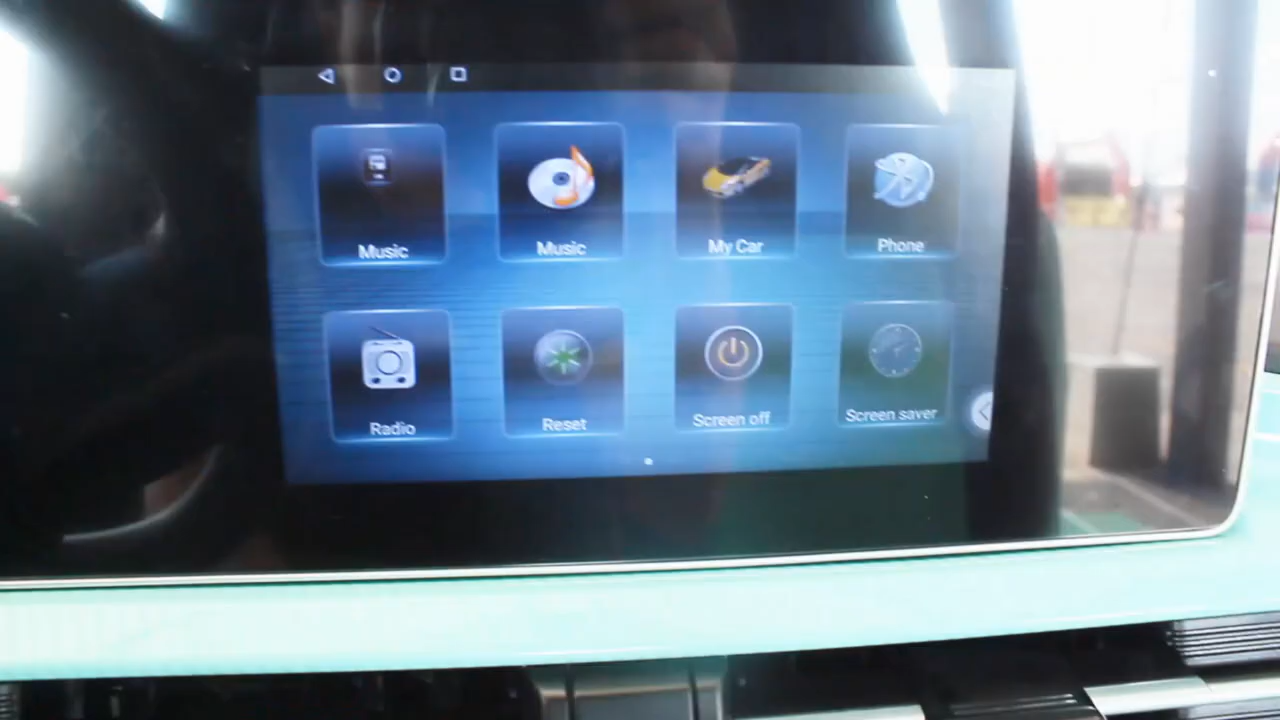 Music
Music
My Car
Phone
Radio
Reset
Screen off
Screen saver